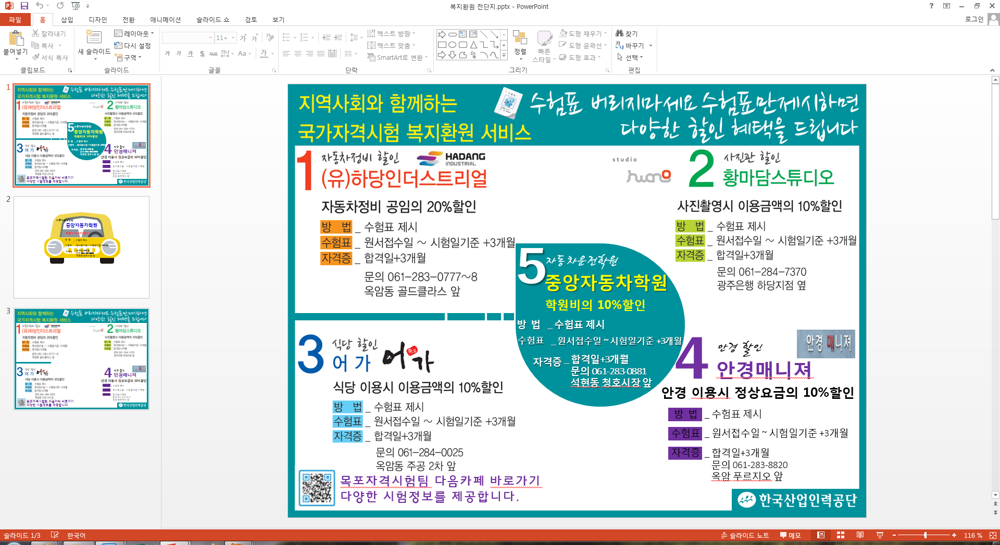 복지환원 전단지.pptx - PowerPoint
로그인
파일 홈 삽입 디자인 전환 애니메이션 슬라이드 쇼 검토 보기
붙여넣기
잘라내기
복사
서식 복사
클립보드
새 슬라이드
레이아웃
다시 설정
구역
슬라이드
11+
가 가 가 S 가나 Aa 가
글꼴
텍스트 방향
텍스트 맞춤
SmartArt로 변환
단락
정렬
빠른 스타일
도형 채우기
도형 윤곽선
도형 효과
그리기
찾기
바꾸기
선택
편집
1
2
3
지역사회와 함께하는
국가자격시험 복지환원 서비스
수험표 버리지마세요 수험표만제시하면
다양한 할인 혜택을 드립니다
1 자동차정비 할인
HADANG INDUSTRIAL
(유)하당인더스트리얼
자동차정비 공임의 20%할인
방 법 _ 수험표 제시
수험표 _ 원서접수일 ~ 시험일기준 +3개월
자격증 _ 합격일+3개월
문의 061-283-0777~8
옥암동 골드클라스 앞
studio
huang
2 사진관 할인
황마담스튜디오
사진촬영시 이용금액의 10%할인
방 법 _ 수험표 제시
수험표 _ 원서접수일 ~ 시험일기준 +3개월
자격증 _ 합격일+3개월
문의 061-284-7370
광주은행 하당지점 옆
5 자동차운전학원
중앙자동차학원
학원비의 10%할인
방 법 _ 수험표 제시
수험표 _ 원서접수일 ~ 시험일기준 +3개월
자격증 _ 합격일+3개월
문의 061-283-0881
석현동 청호시장 앞
3 식당 할인
어 가
어가
식당 이용시 이용금액의 10%할인
방 법 _ 수험표 제시
수험표 _ 원서접수일 ~ 시험일기준 +3개월
자격증 _ 합격일+3개월
문의 061-284-0025
옥암동 주공 2차 앞
4 안경 할인
안경 매니져
안경매니져
안경 이용시 정상요금의 10%할인
방 법 _ 수험표 제시
수험표 _ 원서접수일 ~ 시험일기준 +3개월
자격증 _ 합격일+3개월
문의 061-283-8820
옥암 푸르지오 앞
목포자격시험팀 다음카페 바로가기
다양한 시험정보를 제공합니다.
한국산업인력공단
슬라이드 1/3 한국어
슬라이드 노트 메모 116 %